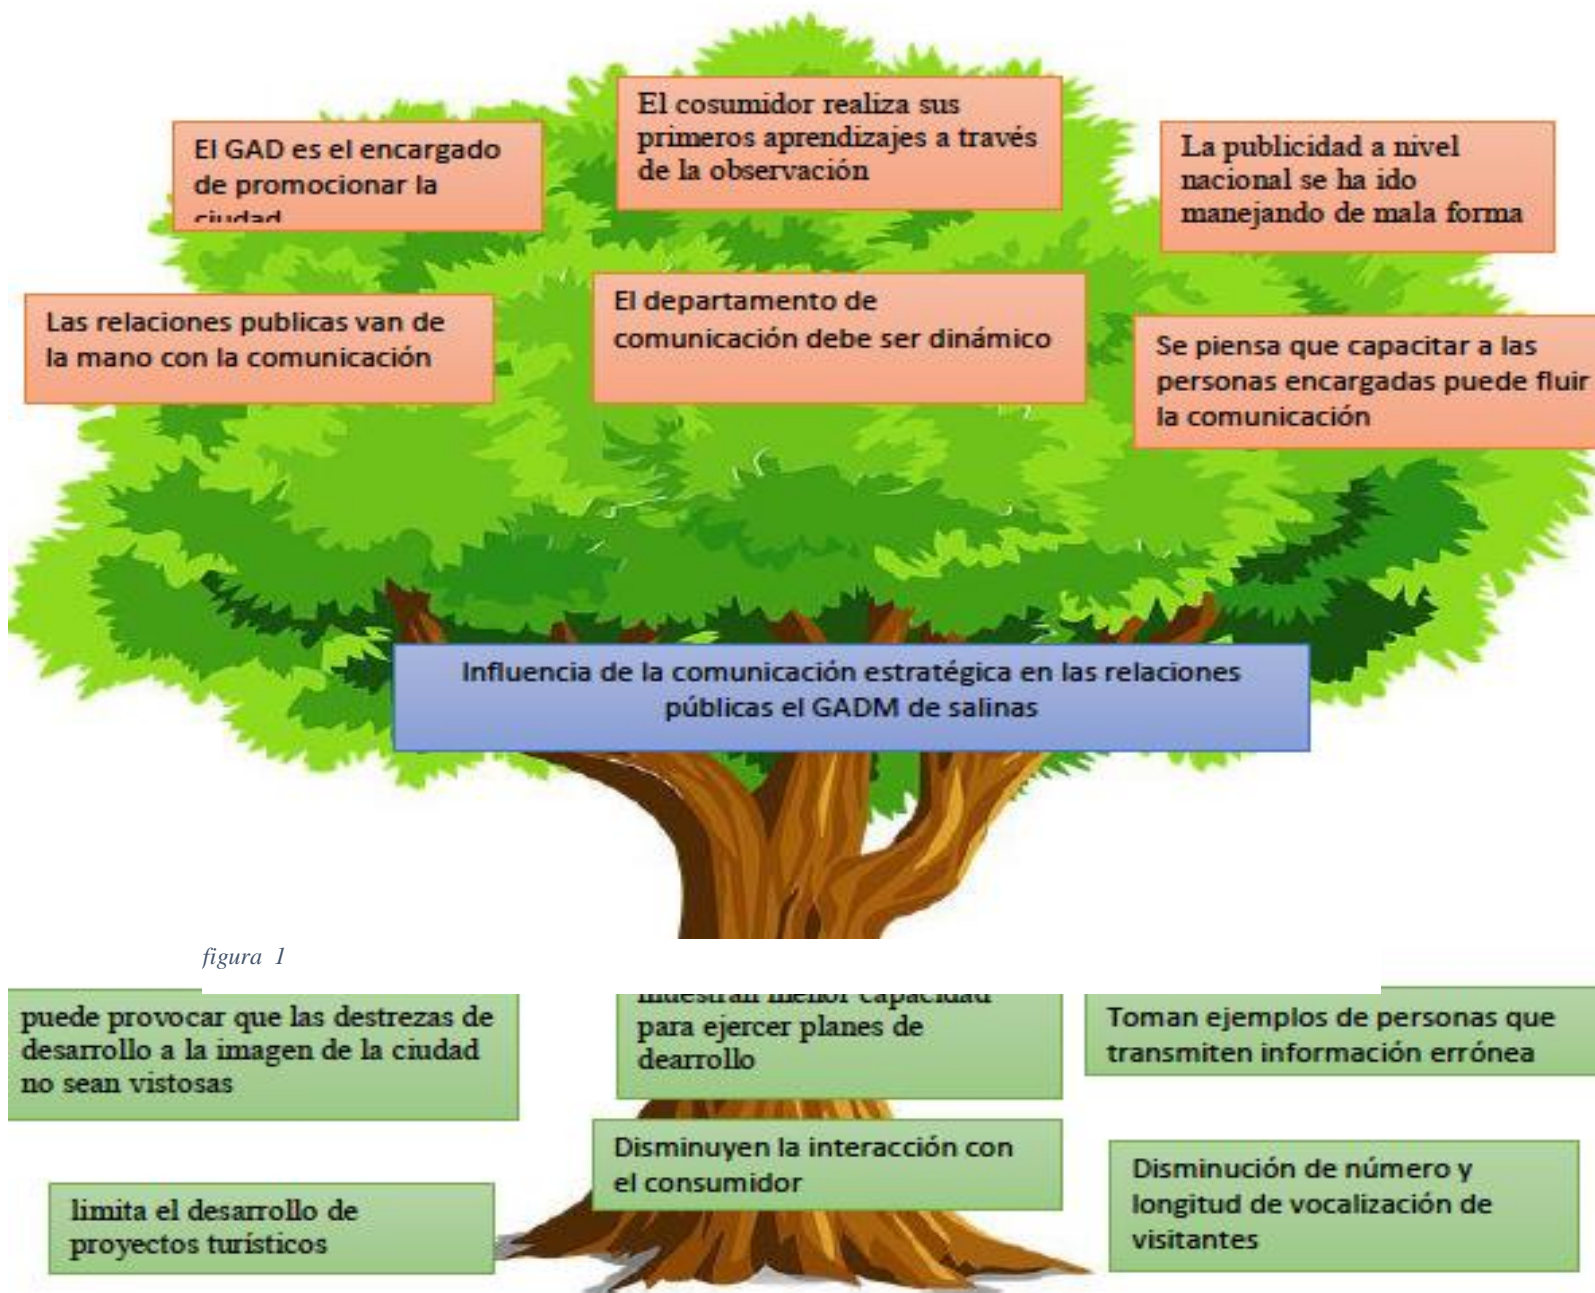 El cosumidor realiza sus
primeros aprendizajes a través
de la observación
El GAD es el encargado
de promocionar la
ciudad
La publicidad a nivel
nacional se ha ido
manejando de mala forma
Las relaciones publicas van de
la mano con la comunicación
El departamento de
comunicación debe ser dinámico
Se piensa que capacitar a las
personas encargadas puede fluir
la comunicación
Influencia de la comunicación estratégica en las relaciones
públicas el GADM de salinas
figura 1
puede provocar que las destrezas de
desarrollo a la imagen de la ciudad
no sean vistosas
muestran menor capacidad
para ejercer planes de
dearrollo
Toman ejemplos de personas que
transmiten información errónea
Disminuyen la interacción con
el consumidor
Disminución de número y
longitud de vocalización de
visitantes
limita el desarrollo de
proyectos turísticos